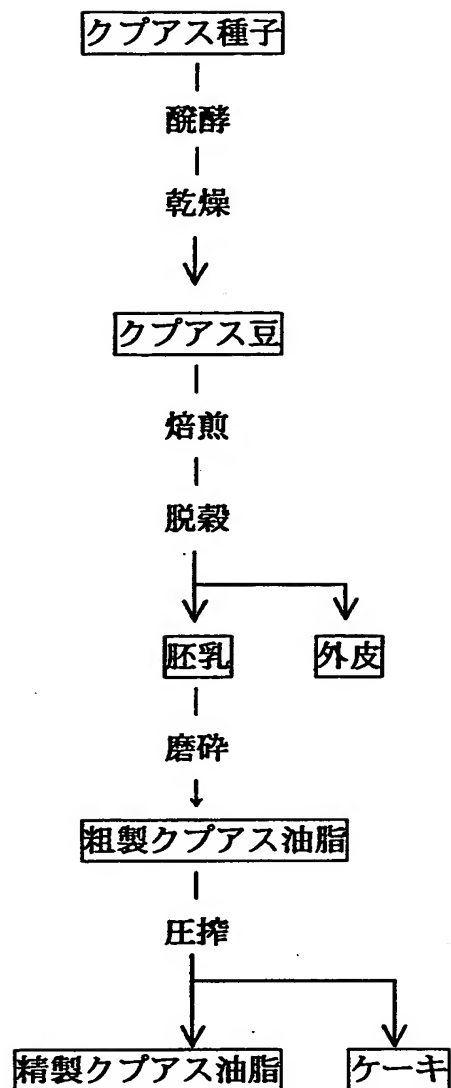 クプアス種子
醗酵
乾燥
クプアス豆
焙煎
脱穀
胚乳 外皮
磨砕
粗製クプアス油脂
圧搾
精製クプアス油脂 ケーキ